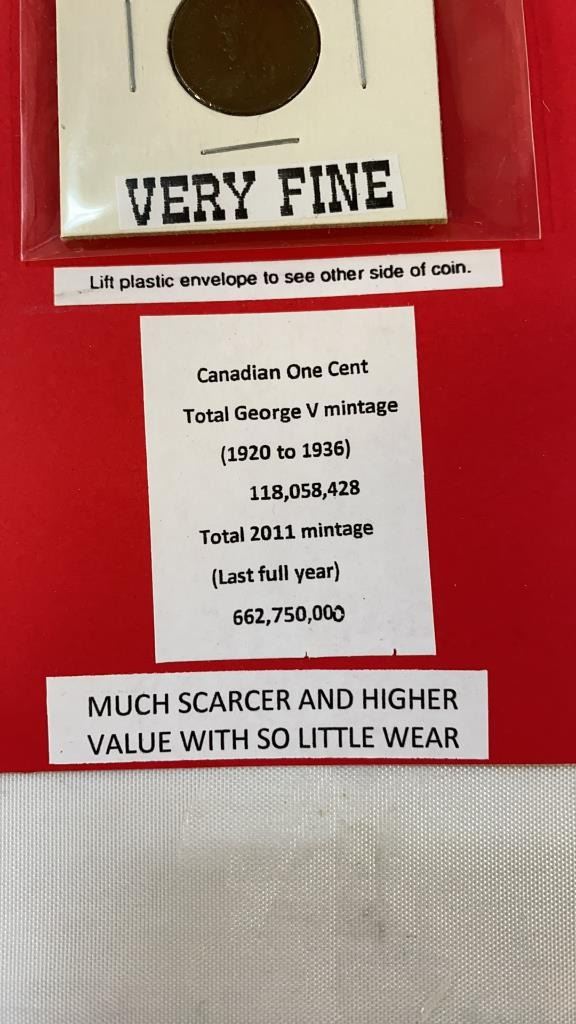 VERY FINE
Lift plastic envelope to see other side of coin.
Canadian One Cent
Total George V mintage
(1920 to 1936)
118,058,428
Total 2011 mintage
(Last full year)
662,750,000
MUCH SCARCER AND HIGHER
VALUE WITH SO LITTLE WEAR